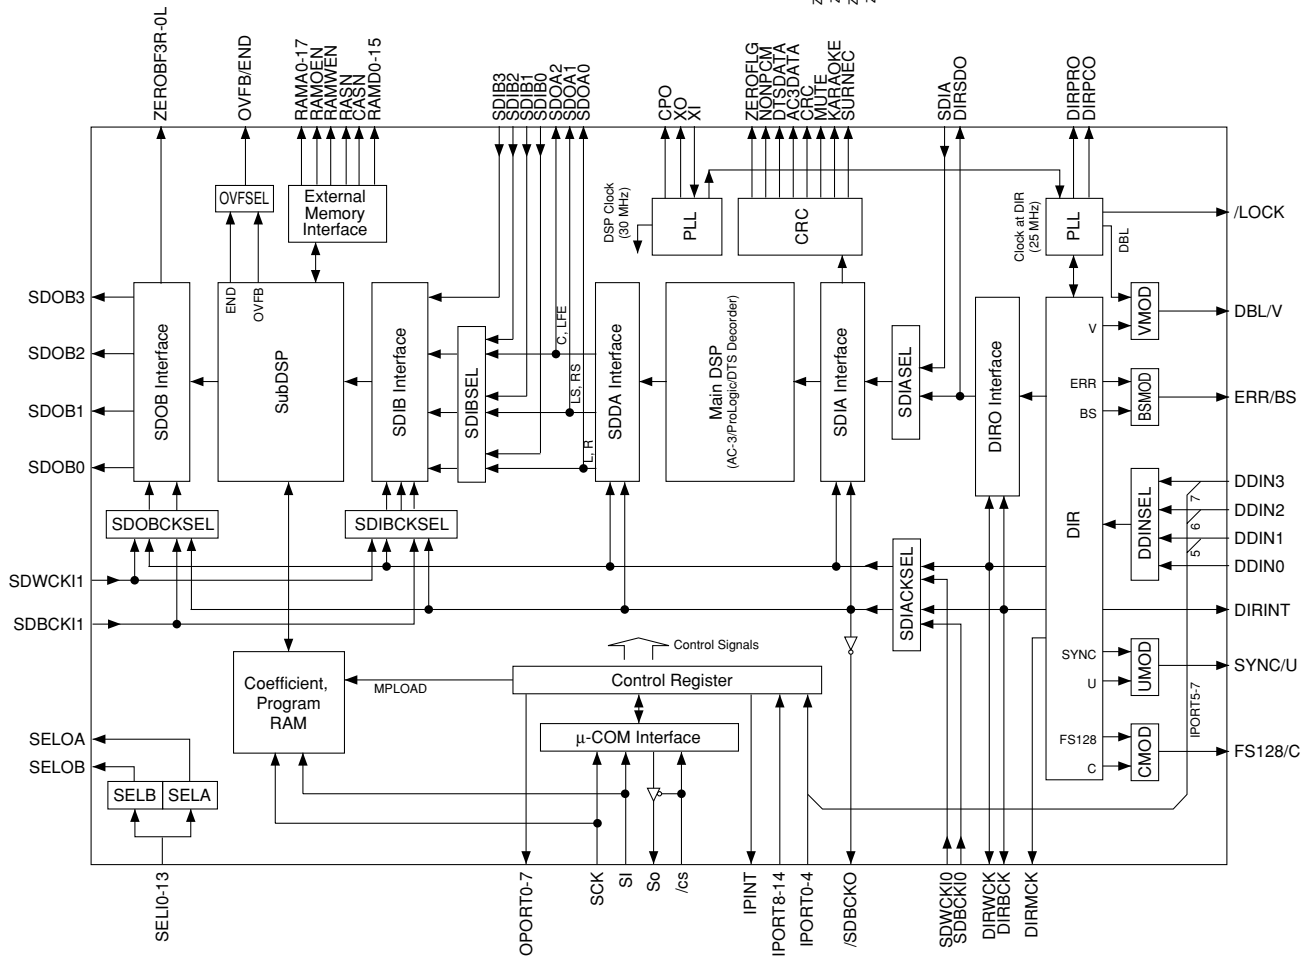 ZEROBF3R-0L
OVFB/END
RAMA0-17
RAMOEN
RAMWEN
RASN
CASN
RAMD0-15
SDIB3
SDIB2
SDIB1
SDIB0
SDOA2
SDOA1
SDOA0
CPO
XO
XI
ZEROFLG
NONPCM
DTSDATA
AC3DATA
CRC
MUTE
KARAOKE
SURNEC
SDIA
DIRSDO
DIRPRO
DIRPCO
OVFSEL
External
Memory
Interface
DSP Clock
(30 MHz)
PLL
CRC
Clock at DIR
(25 MHz)
PLL
DBL
/LOCK
SDOB3
SDOB2
SDOB1
SDOB0
SDOB Interface
END
OVFB
SubDSP
SDIB Interface
SDIBSEL
C, LFE
LS, RS
L, R
SDDA Interface
Main DSP
(AC-3/ProLogic/DTS Decorder)
SDIA Interface
SDIASEL
DIRO Interface
DIR
V
VMOD
DBL/V
ERR
BS
BSMOD
ERR/BS
DDINSEL
DDIN3
7
DDIN2
6
DDIN1
5
DDIN0
SDOBCKSEL
SDIBCKSEL
SDIACKSEL
SDWCKI1
SDBCKI1
DIRINT
Control Signals
Coefficient,
Program
RAM
MPLOAD
Control Register
µ-COM Interface
SYNC
U
UMOD
SYNC/U
IPORT5-7
FS128
C
CMOD
FS128/C
SELOA
SELOB
SELB
SELA
SELI0-13
OPORT0-7
SCK
SI
So
/cs
IPINT
IPORT8-14
IPORT0-4
/SDBCKO
SDWCKI0
SDBCKI0
DIRWCK
DIRBCK
DIRMCK